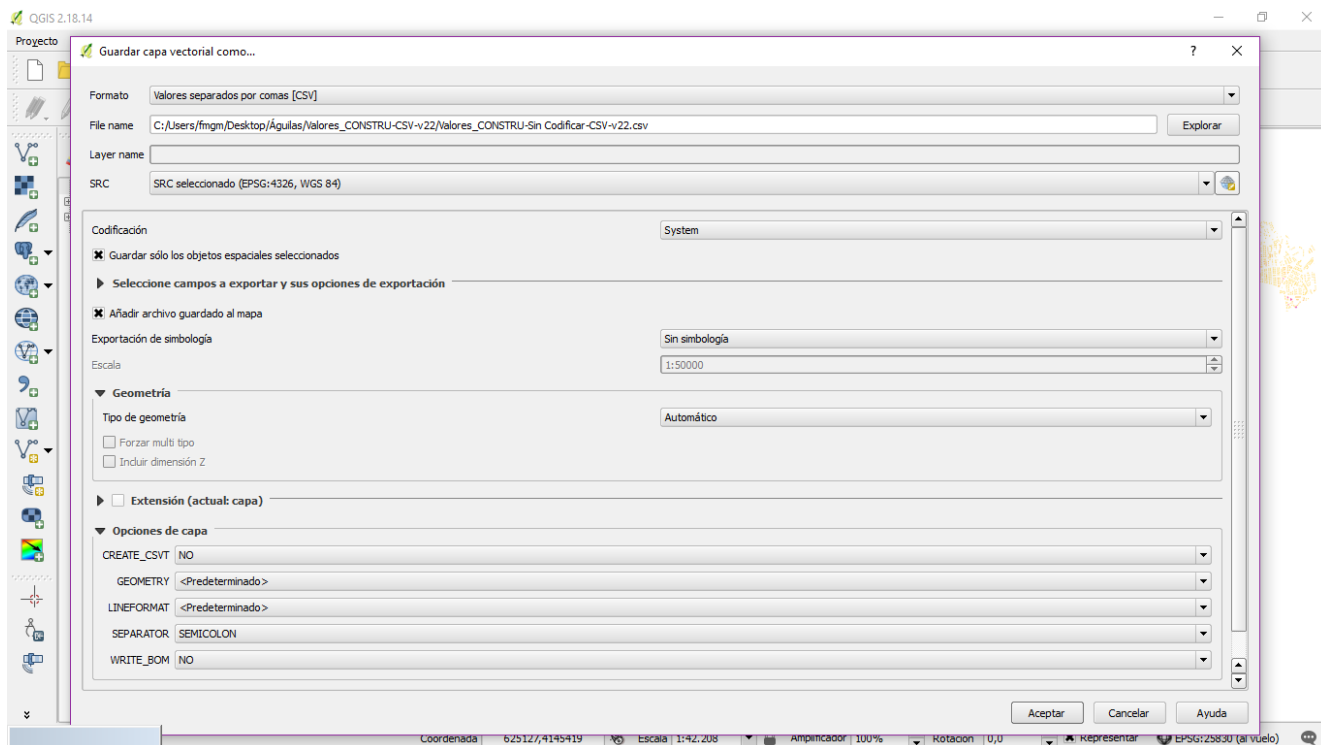 QGIS 2.18.14
Proyecto
Guardar capa vectorial como...
?
Formato Valores separados por comas [CSV]
File name C:/Users/fmgm/Desktop/Águilas/Valores_CONSTRU-CSV-v22/Valores_CONSTRU-Sin Codificar-CSV-v22.csv Explorar
Layer name
SRC SRC seleccionado (EPSG:4326, WGS 84)
Codificación System
Guardar sólo los objetos espaciales seleccionados
Seleccione campos a exportar y sus opciones de exportación
Añadir archivo guardado al mapa
Exportación de simbología Sin simbología
Escala 1:50000
Geometría
Tipo de geometría Automático
Forzar multi tipo
Incluir dimensión Z
Extensión (actual: capa)
Opciones de capa
CREATE_CSVT NO
GEOMETRY <Predeterminado>
LINEFORMAT <Predeterminado>
SEPARATOR SEMICOLON
WRITE_BOM NO
Aceptar Cancelar Ayuda
Coordenada 625127,4145419 Escala 1:42.208 Amplificador 100% Rotación 0,0 Representar EPSG:25830 (al vuelo)